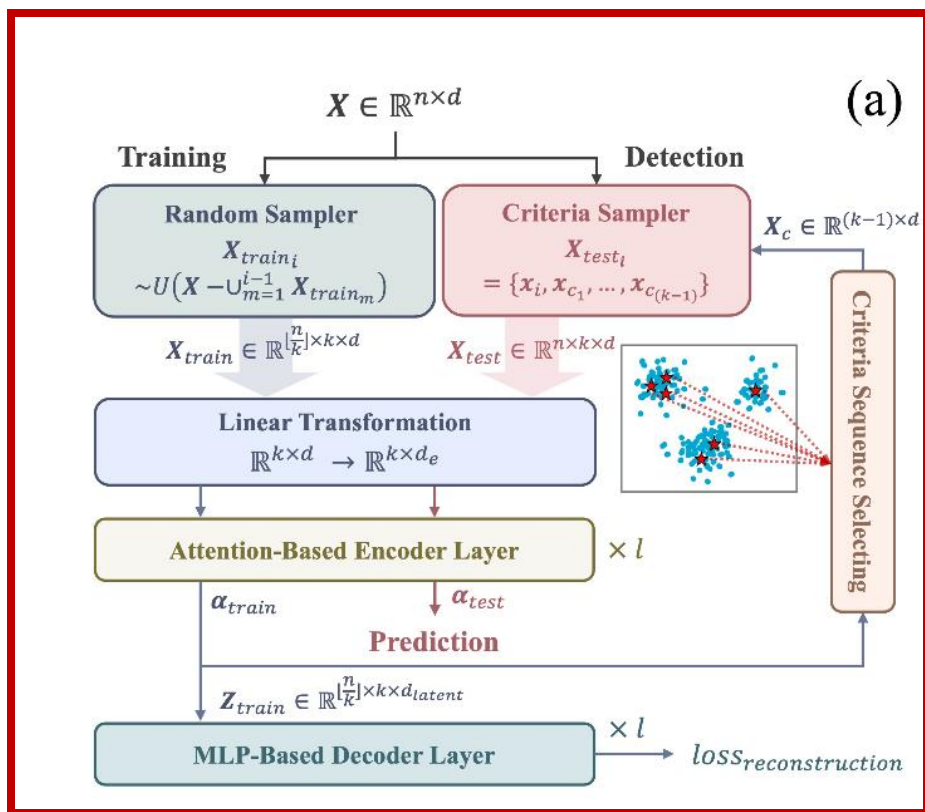 (a)
X ∈ ℝ^{n×d}
Training
Detection
Random Sampler
X_{train_i}
~U(X −∪_{m=1}^{i−1} X_{train_m})
Criteria Sampler
X_{test_i}
= {x_i, x_{c_1}, … , x_{c_{(k−1)}}}
X_c ∈ ℝ^{(k−1)×d}
X_{train} ∈ ℝ^{⌊n/k⌋×k×d}
X_{test} ∈ ℝ^{n×k×d}
Criteria Sequence Selecting
Linear Transformation
ℝ^{k×d} → ℝ^{k×d_e}
Attention-Based Encoder Layer
× l
α_{train}
α_{test}
Prediction
Z_{train} ∈ ℝ^{⌊n/k⌋×k×d_{latent}}
MLP-Based Decoder Layer
× l
loss_{reconstruction}